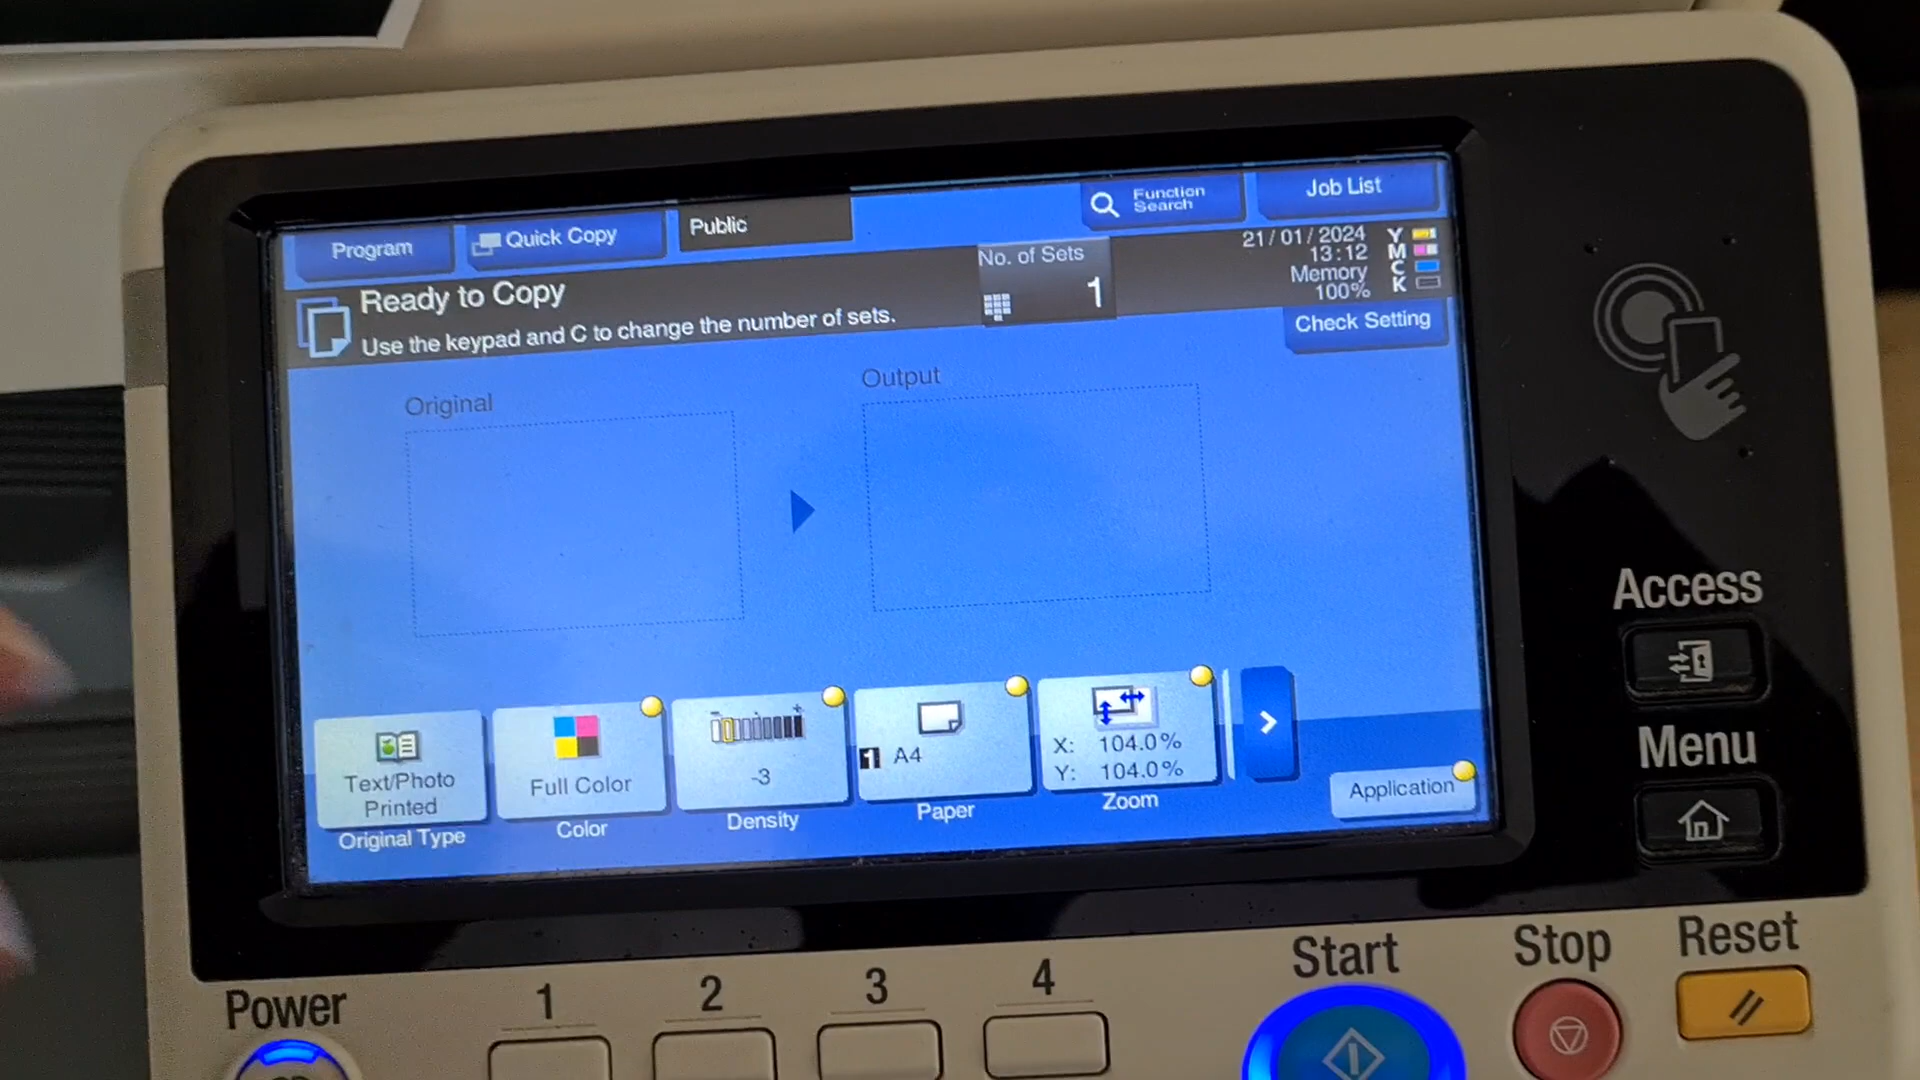 Program
Quick Copy
Public
Function
Search
Job List
Ready to Copy
Use the keypad and C to change the number of sets.
No. of Sets
1
21/01/2024
13:12
Memory
100%
Y
M
C
K
Check Setting
Original
Output
Text/Photo
Printed
Original Type
Full Color
Color
- +
-3
Density
1 A4
Paper
X: 104.0%
Y: 104.0%
Zoom
Application
Access
Menu
Power
1
2
3
4
Start
Stop
Reset